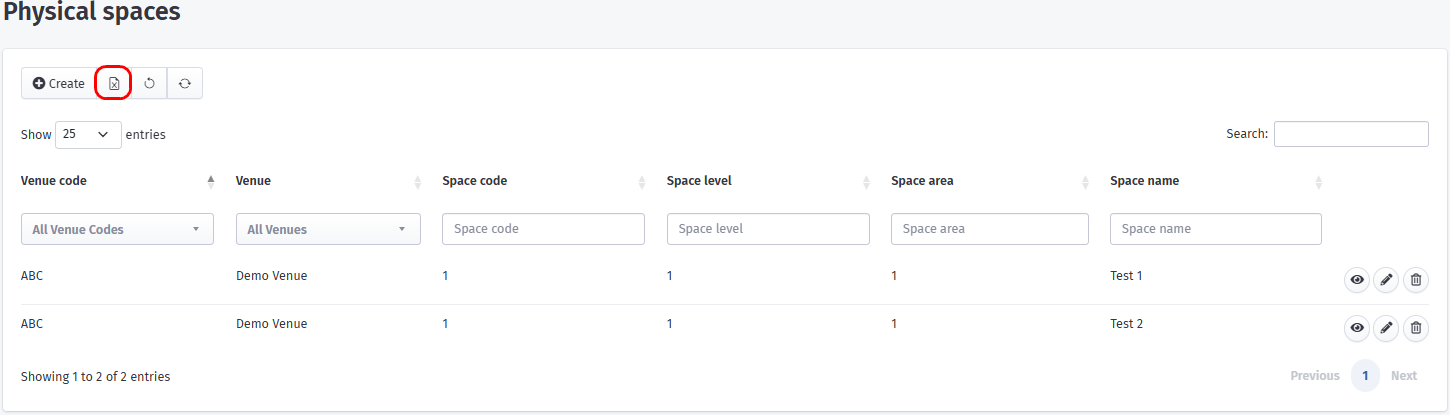 Physical spaces
Create
Show 25 entries Search:
Venue code Venue Space code Space level Space area Space name
All Venue Codes All Venues Space code Space level Space area Space name
ABC Demo Venue 1 1 1 Test 1
ABC Demo Venue 1 1 1 Test 2
Showing 1 to 2 of 2 entries Previous 1 Next